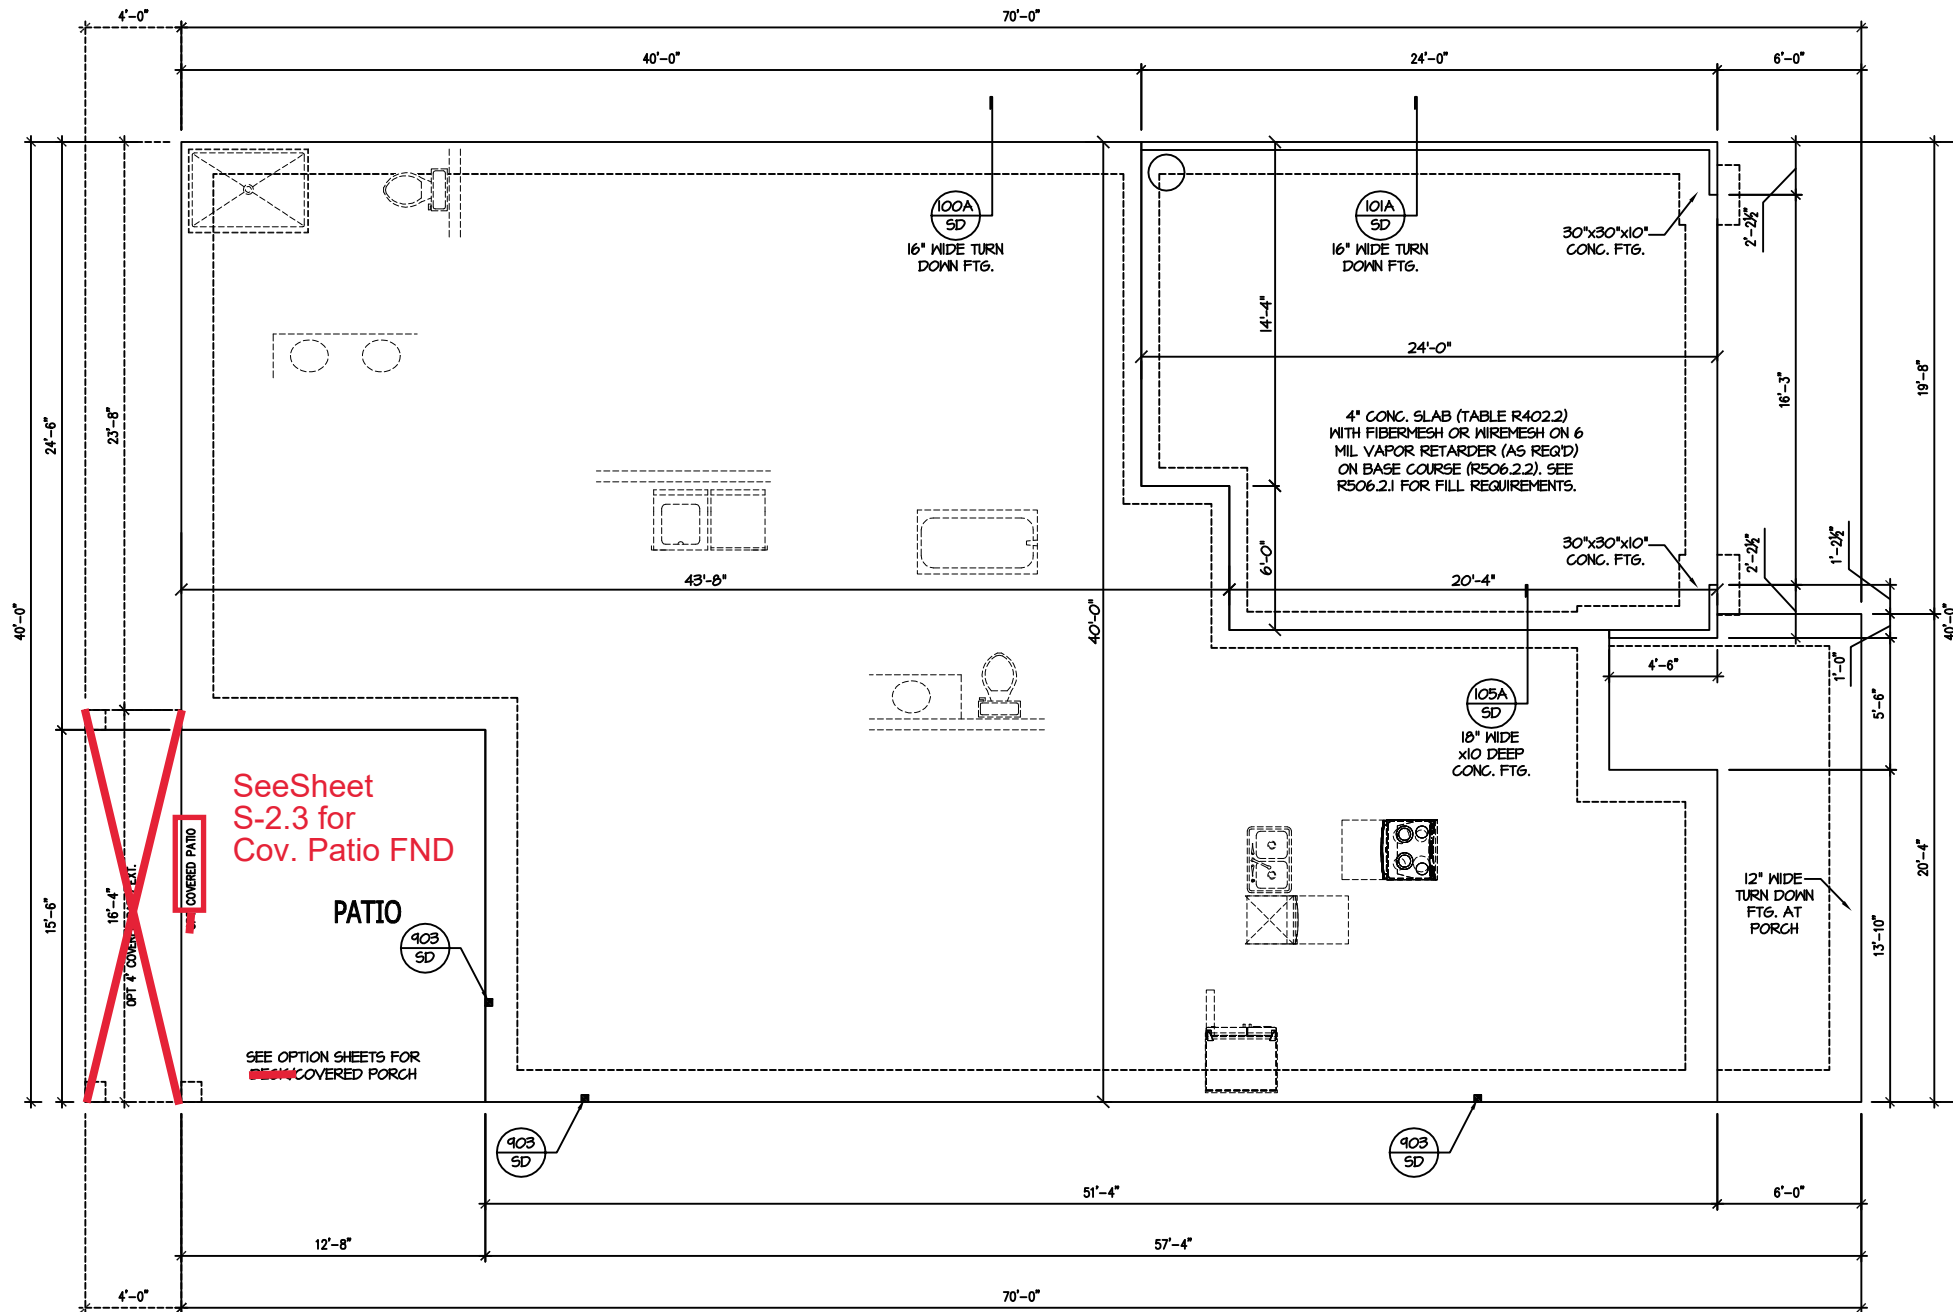 4'-0"
70'-0"
40'-0"
24'-0"
6'-0"
100A
SD
16" WIDE TURN
DOWN FTG.
101A
SD
16" WIDE TURN
DOWN FTG.
30"x30"x10"
CONC. FTG.
2'-2½"
14'-4"
24'-0"
16'-3"
19'-8"
4" CONC. SLAB (TABLE R402.2)
WITH FIBERMESH OR WIREMESH ON 6
MIL VAPOR RETARDER (AS REQ'D)
ON BASE COURSE (R506.2.2). SEE
R506.2.1 FOR FILL REQUIREMENTS.
24'-6"
23'-8"
40'-0"
30"x30"x10"
CONC. FTG.
2'-2½"
1'-2½"
6'-0"
43'-8"
20'-4"
40'-0"
40'-0"
4'-6"
1'-0"
5'-6"
105A
SD
18" WIDE
x10 DEEP
CONC. FTG.
SeeSheet
S-2.3 for
Cov. Patio FND
COVERED PATIO
16'-4"
15'-6"
OPT 4' COVERED EXT.
PATIO
903
SD
12" WIDE
TURN DOWN
FTG. AT
PORCH
20'-4"
13'-10"
SEE OPTION SHEETS FOR
DECK/COVERED PORCH
903
SD
903
SD
51'-4"
6'-0"
12'-8"
57'-4"
4'-0"
70'-0"